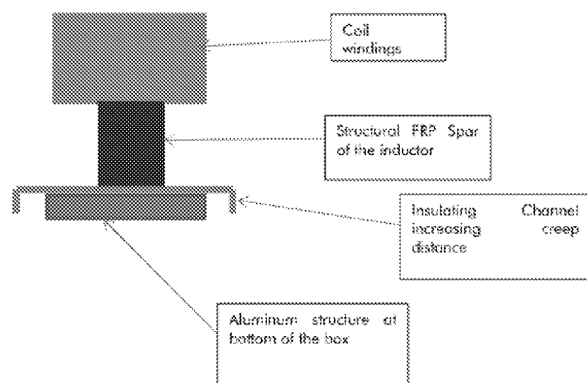 Coil
windings
Structural FRP Spar
of the inductor
Insulating Channel
increasing creep
distance
Aluminum structure at
bottom of the box